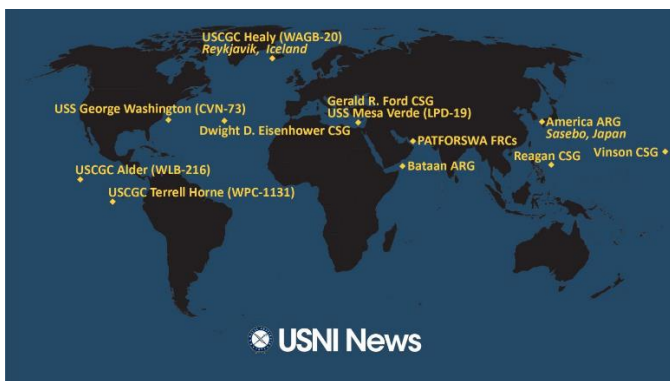 USCGC Healy (WAGB-20)
Reykjavik, Iceland
USS George Washington (CVN-73)
Dwight D. Eisenhower CSG
Gerald R. Ford CSG
USS Mesa Verde (LPD-19)
America ARG
Sasebo, Japan
PATFORSWA FRCs
Vinson CSG
Reagan CSG
Bataan ARG
USCGC Alder (WLB-216)
USCGC Terrell Horne (WPC-1131)
USNI News